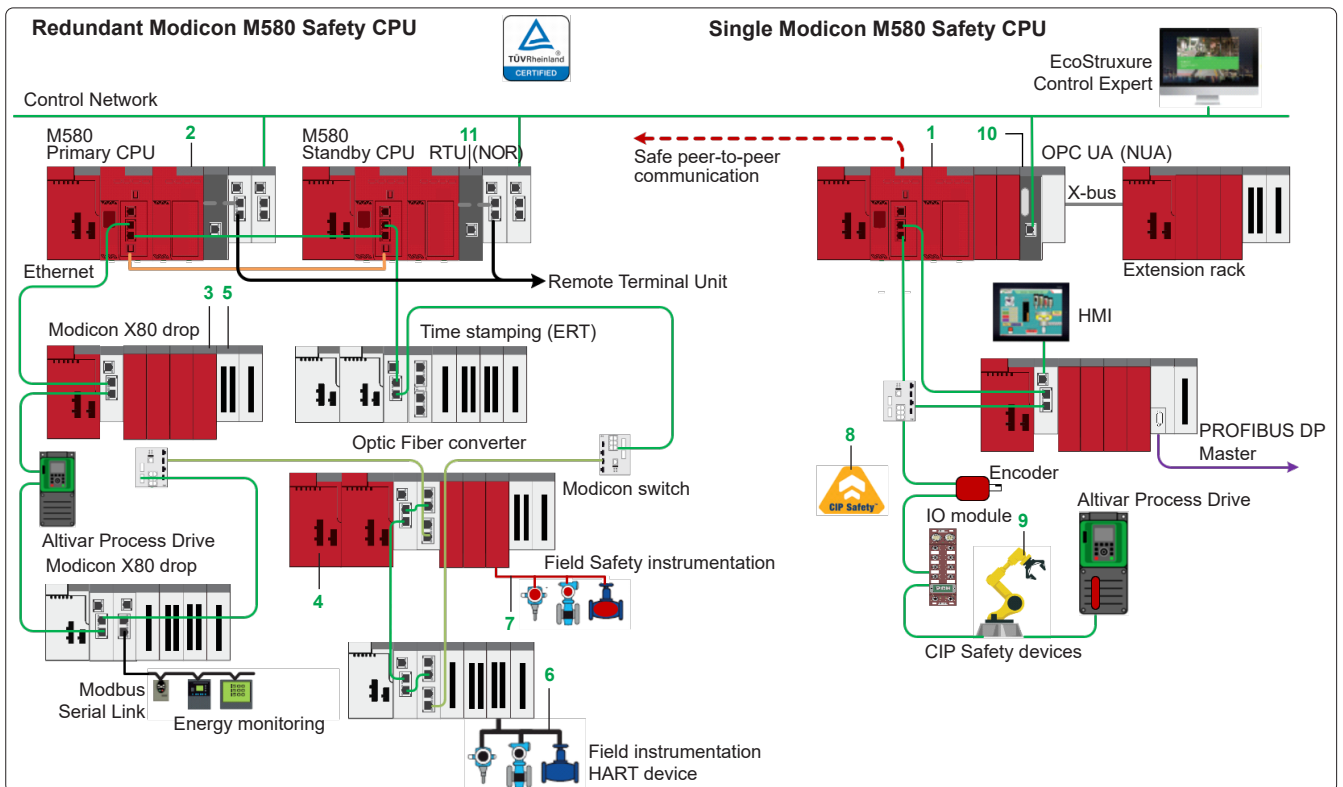 Redundant Modicon M580 Safety CPU
TÜVRheinland
CERTIFIED
Single Modicon M580 Safety CPU
EcoStruxure
Control Expert
Control Network
M580
Primary CPU
2
M580
Standby CPU
11
RTU (NOR)
Safe peer-to-peer
communication
1
10
OPC UA (NUA)
X-bus
Extension rack
Ethernet
Remote Terminal Unit
3
5
Modicon X80 drop
Time stamping (ERT)
HMI
Optic Fiber converter
Modicon switch
PROFIBUS DP
Master
8
CIP Safety™
Encoder
IO module
9
Altivar Process Drive
Altivar Process Drive
Modicon X80 drop
4
Field Safety instrumentation
7
CIP Safety devices
Modbus
Serial Link
Energy monitoring
6
Field instrumentation
HART device